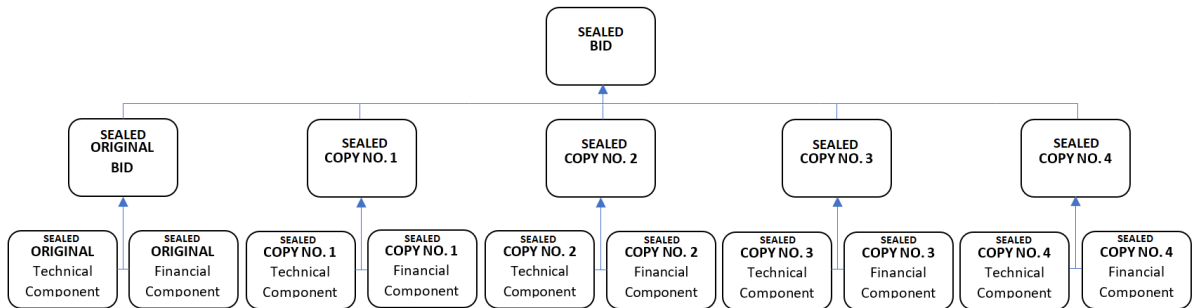 SEALED
BID
SEALED
ORIGINAL
BID
SEALED
COPY NO. 1
SEALED
COPY NO. 2
SEALED
COPY NO. 3
SEALED
COPY NO. 4
SEALED
ORIGINAL
Technical
Component
SEALED
ORIGINAL
Financial
Component
SEALED
COPY NO. 1
Technical
Component
SEALED
COPY NO. 1
Financial
Component
SEALED
COPY NO. 2
Technical
Component
SEALED
COPY NO. 2
Financial
Component
SEALED
COPY NO. 3
Technical
Component
SEALED
COPY NO. 3
Financial
Component
SEALED
COPY NO. 4
Technical
Component
SEALED
COPY NO. 4
Financial
Component